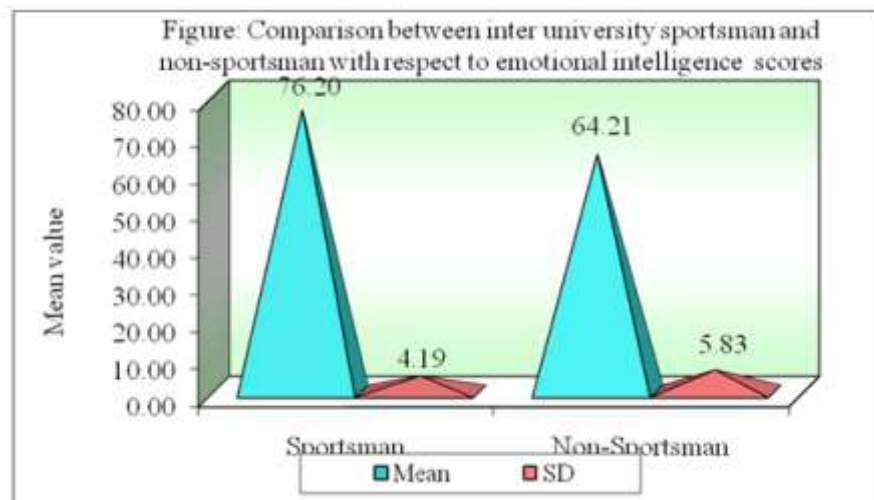 Figure: Comparison between inter university sportsman and
non-sportsman with respect to emotional intelligence scores
76.20
80.00
70.00
64.21
60.00
50.00
40.00
30.00
20.00
10.00
0.00
Mean value
4.19
5.83
Sportsman
Non-Sportsman
Mean
SD